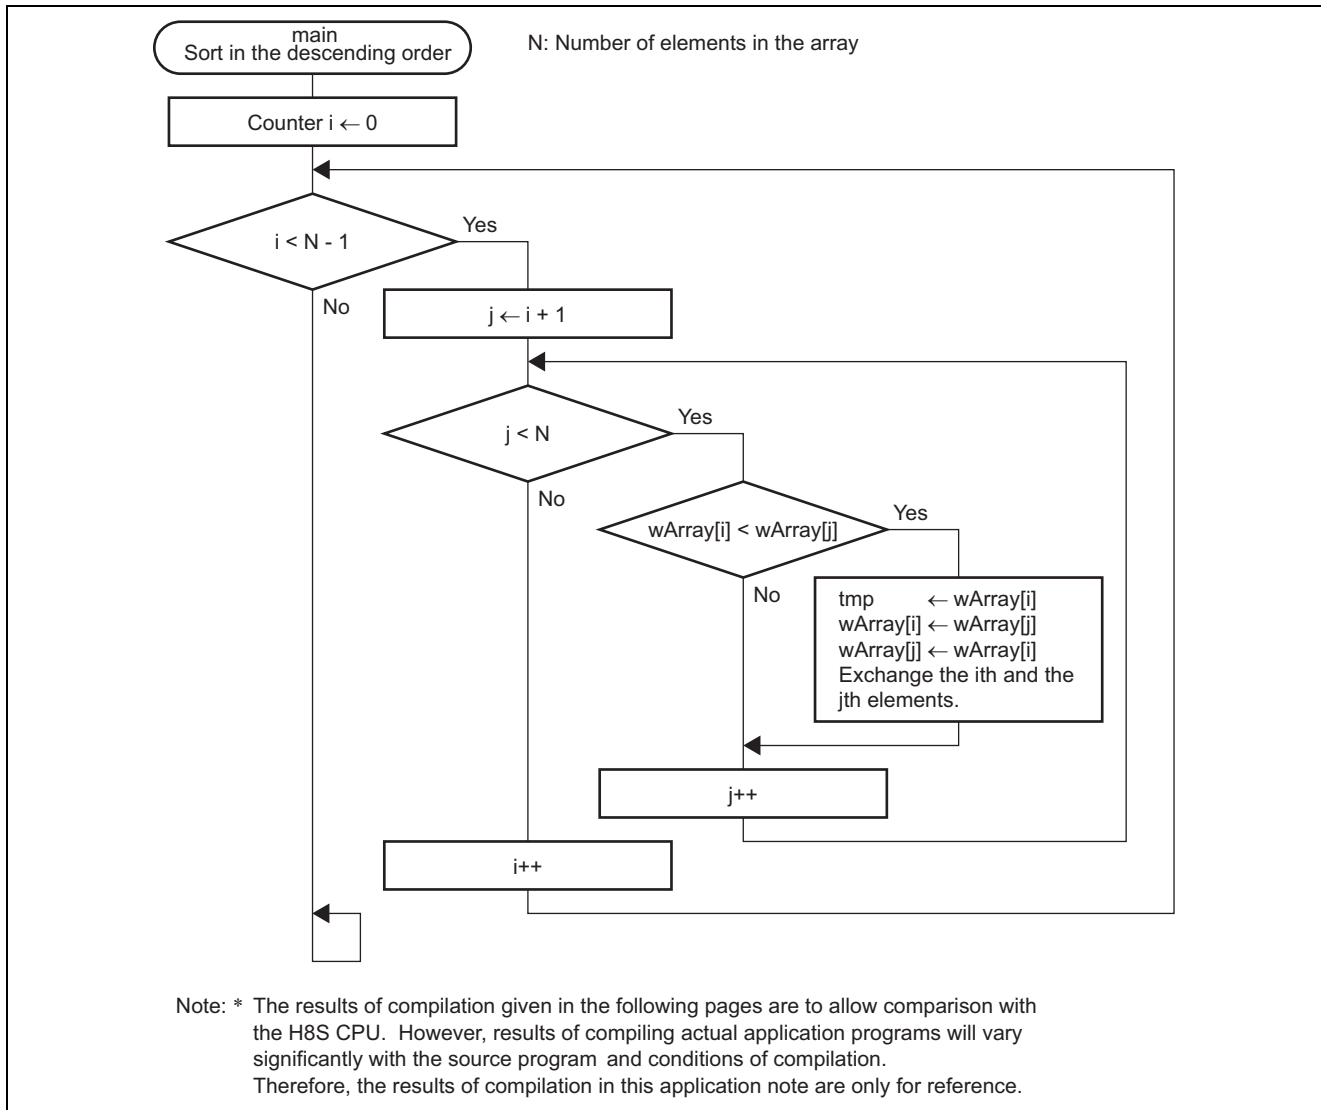 main
Sort in the descending order
N: Number of elements in the array
Counter i ← 0
i < N - 1
Yes
No
j ← i + 1
j < N
Yes
No
wArray[i] < wArray[j]
Yes
No
tmp ← wArray[i]
wArray[i] ← wArray[j]
wArray[j] ← wArray[i]
Exchange the ith and the
jth elements.
j++
i++
Note: * The results of compilation given in the following pages are to allow comparison with
the H8S CPU. However, results of compiling actual application programs will vary
significantly with the source program and conditions of compilation.
Therefore, the results of compilation in this application note are only for reference.